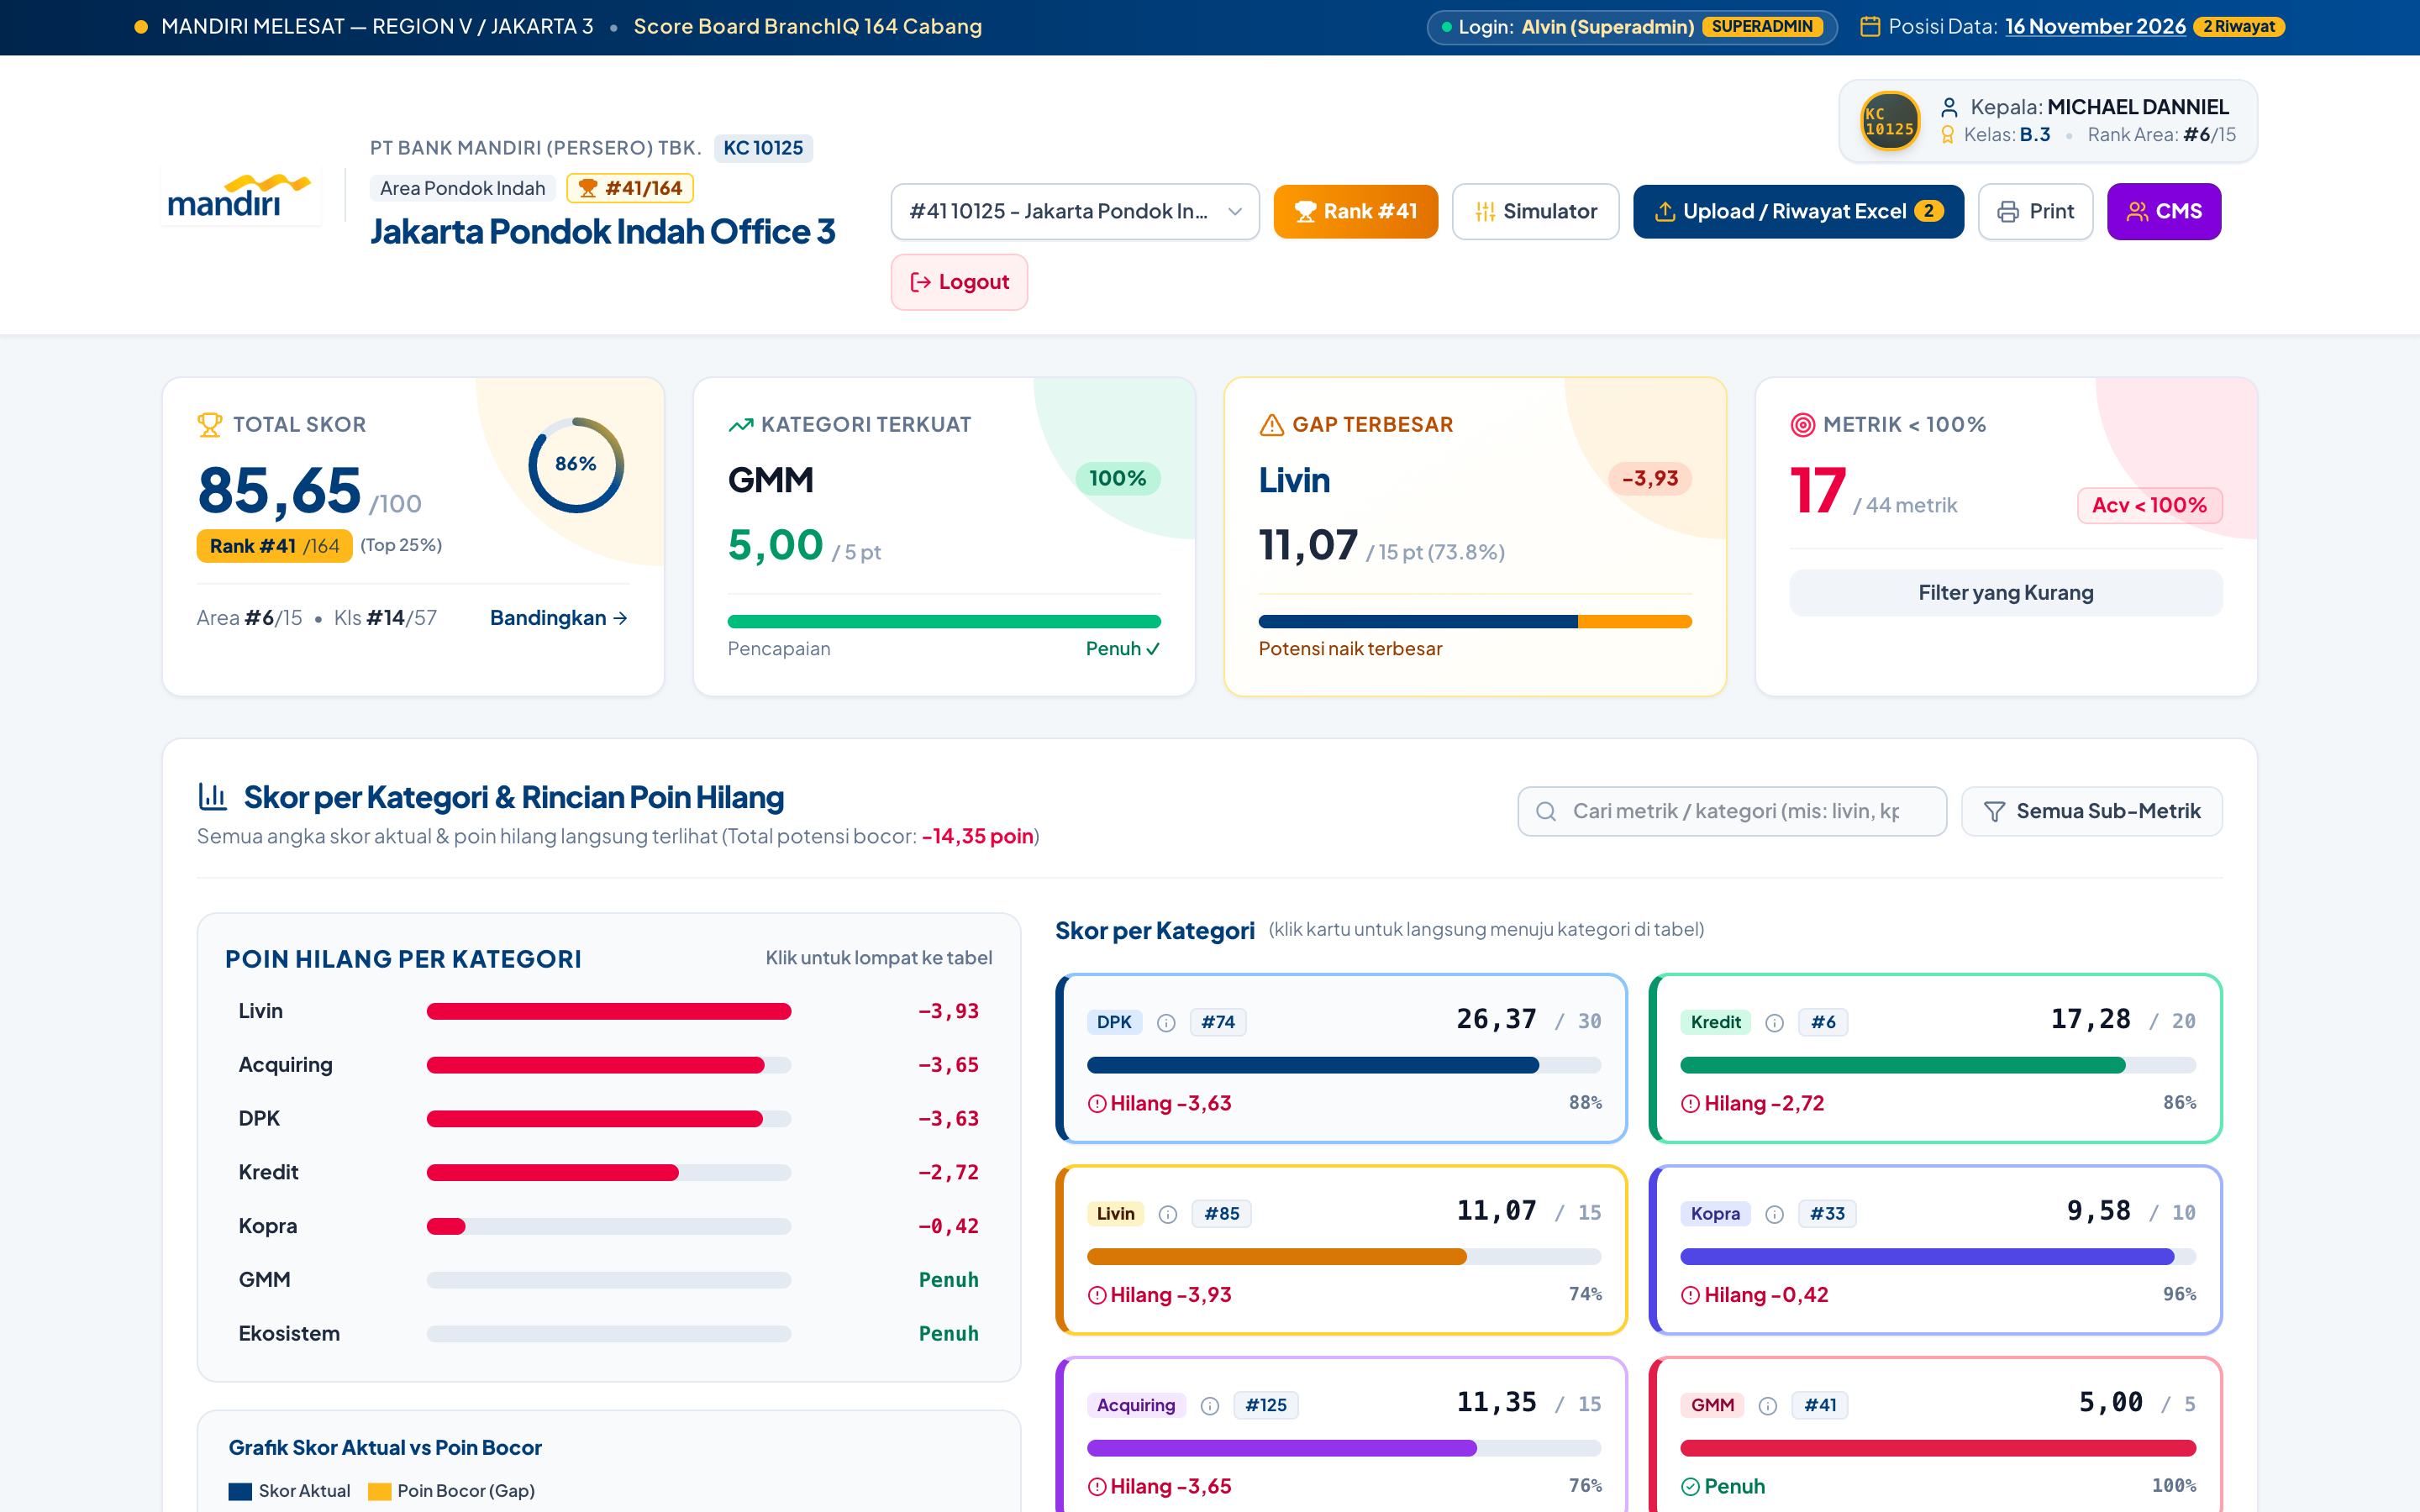 MANDIRI MELESAT — REGION V / JAKARTA 3 • Score Board BranchIQ 164 Cabang
Login: Alvin (Superadmin) SUPERADMIN
Posisi Data: 16 November 2026 2 Riwayat
KC 10125
Kepala: MICHAEL DANNIEL
Kelas: B.3 • Rank Area: #6/15
mandiri
PT BANK MANDIRI (PERSERO) TBK. KC 10125
Area Pondok Indah #41/164
Jakarta Pondok Indah Office 3
#41 10125 - Jakarta Pondok In...
Rank #41
Simulator
Upload / Riwayat Excel 2
Print
CMS
Logout
TOTAL SKOR
85,65 /100
86%
Rank #41 /164 (Top 25%)
Area #6/15 • Kls #14/57 Bandingkan →
KATEGORI TERKUAT
GMM 100%
5,00 / 5 pt
Pencapaian Penuh ✓
GAP TERBESAR
Livin -3,93
11,07 / 15 pt (73.8%)
Potensi naik terbesar
METRIK < 100%
17 / 44 metrik Acv < 100%
Filter yang Kurang
Skor per Kategori & Rincian Poin Hilang
Semua angka skor aktual & poin hilang langsung terlihat (Total potensi bocor: -14,35 poin)
Cari metrik / kategori (mis: livin, kp
Semua Sub-Metrik
POIN HILANG PER KATEGORI Klik untuk lompat ke tabel
Livin −3,93
Acquiring −3,65
DPK −3,63
Kredit −2,72
Kopra −0,42
GMM Penuh
Ekosistem Penuh
Grafik Skor Aktual vs Poin Bocor
Skor Aktual Poin Bocor (Gap)
Skor per Kategori (klik kartu untuk langsung menuju kategori di tabel)
DPK #74 26,37 / 30
Hilang -3,63 88%
Kredit #6 17,28 / 20
Hilang -2,72 86%
Livin #85 11,07 / 15
Hilang -3,93 74%
Kopra #33 9,58 / 10
Hilang -0,42 96%
Acquiring #125 11,35 / 15
Hilang -3,65 76%
GMM #41 5,00 / 5
Penuh 100%